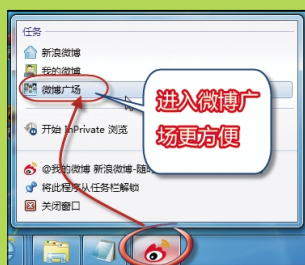 任务
新浪微博
我的微博
微博广场
进入微博广
场更方便
开始 InPrivate 浏览
@我的微博 新浪微博-随
将此程序从任务栏解锁
关闭窗口